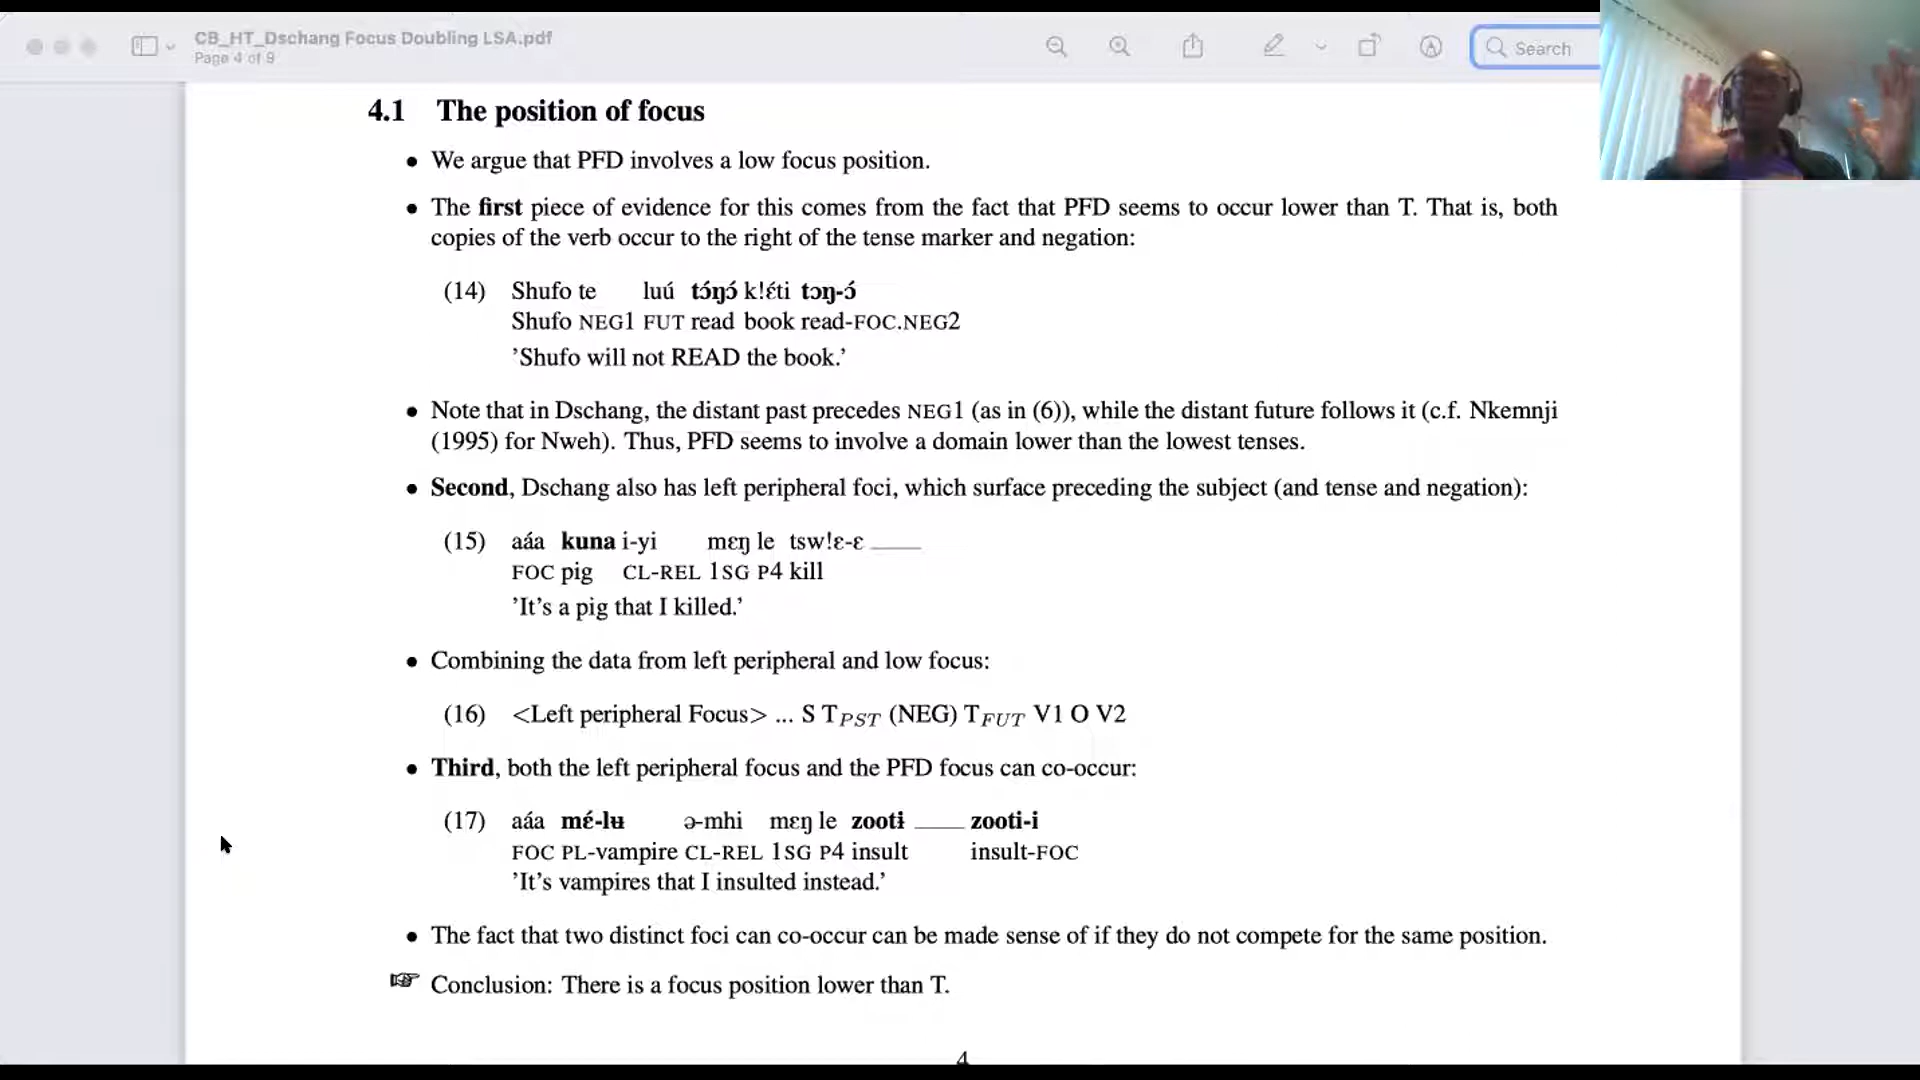 CB_HT_Dschang Focus Doubling LSA.pdf
Page 4 of 9
Search
4.1 The position of focus
• We argue that PFD involves a low focus position.
• The first piece of evidence for this comes from the fact that PFD seems to occur lower than T. That is, both
copies of the verb occur to the right of the tense marker and negation:
(14) Shufo te luú tɔ́ŋɔ́ k!ɛ́ti tɔŋ-ɔ́
Shufo NEG1 FUT read book read-FOC.NEG2
’Shufo will not READ the book.’
• Note that in Dschang, the distant past precedes NEG1 (as in (6)), while the distant future follows it (c.f. Nkemnji
(1995) for Nweh). Thus, PFD seems to involve a domain lower than the lowest tenses.
• Second, Dschang also has left peripheral foci, which surface preceding the subject (and tense and negation):
(15) aáa kuna i-yi mɛŋ le tsw!ɛ-ɛ ____
FOC pig CL-REL 1SG P4 kill
’It’s a pig that I killed.’
• Combining the data from left peripheral and low focus:
(16) <Left peripheral Focus> ... S T_PST (NEG) T_FUT V1 O V2
• Third, both the left peripheral focus and the PFD focus can co-occur:
(17) aáa mɛ́-lʉ ə-mhi mɛŋ le zootɨ ____ zooti-i
FOC PL-vampire CL-REL 1SG P4 insult insult-FOC
’It’s vampires that I insulted instead.’
• The fact that two distinct foci can co-occur can be made sense of if they do not compete for the same position.
☞ Conclusion: There is a focus position lower than T.
4